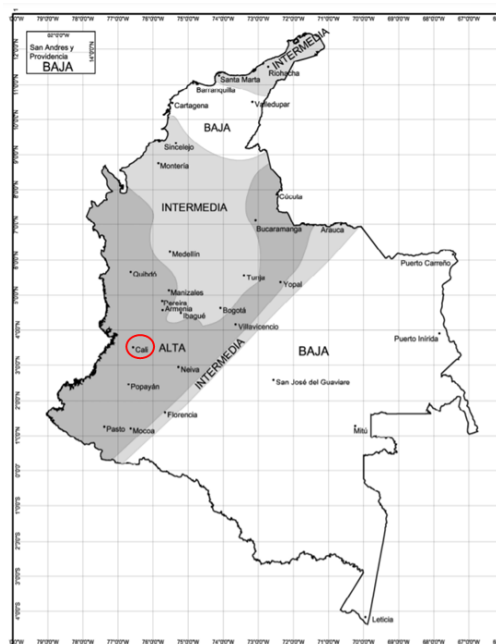 San Andres y
Providencia
BAJA
INTERMEDIA
Riohacha
Santa Marta
Barranquilla
Cartagena
Valledupar
BAJA
Sincelejo
Montería
Cúcuta
INTERMEDIA
Bucaramanga
Arauca
Medellín
Puerto Carreño
Quibdó
Tunja
Yopal
Manizales
Pereira
Armenia
Ibagué
Bogotá
Villavicencio
Puerto Inírida
Cali
ALTA
INTERMEDIA
BAJA
Neiva
San José del Guaviare
Popayán
Florencia
Pasto
Mocoa
Mitú
Leticia